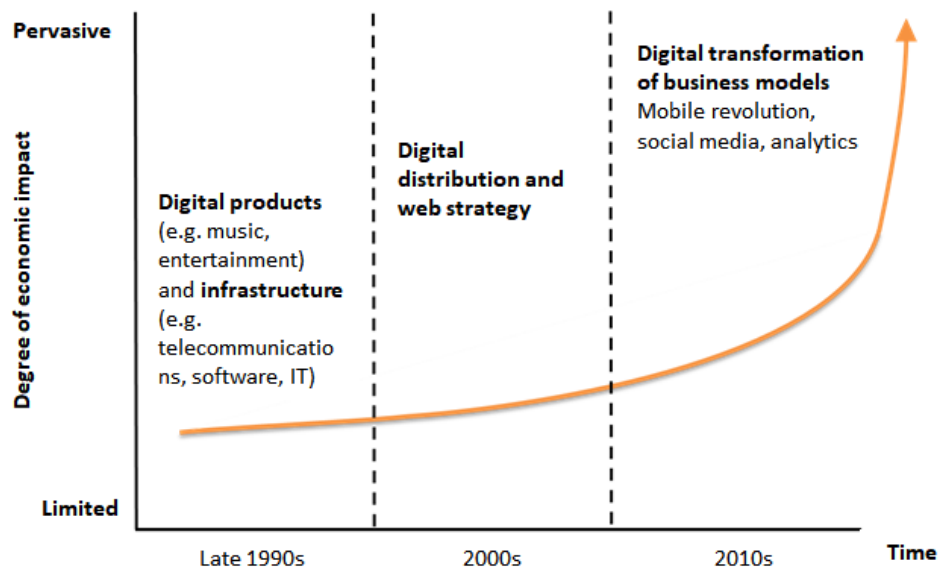 Pervasive
Degree of economic impact
Limited
Digital products
(e.g. music,
entertainment)
and infrastructure
(e.g.
telecommunicatio
ns, software, IT)
Digital
distribution and
web strategy
Digital transformation
of business models
Mobile revolution,
social media, analytics
Late 1990s
2000s
2010s
Time